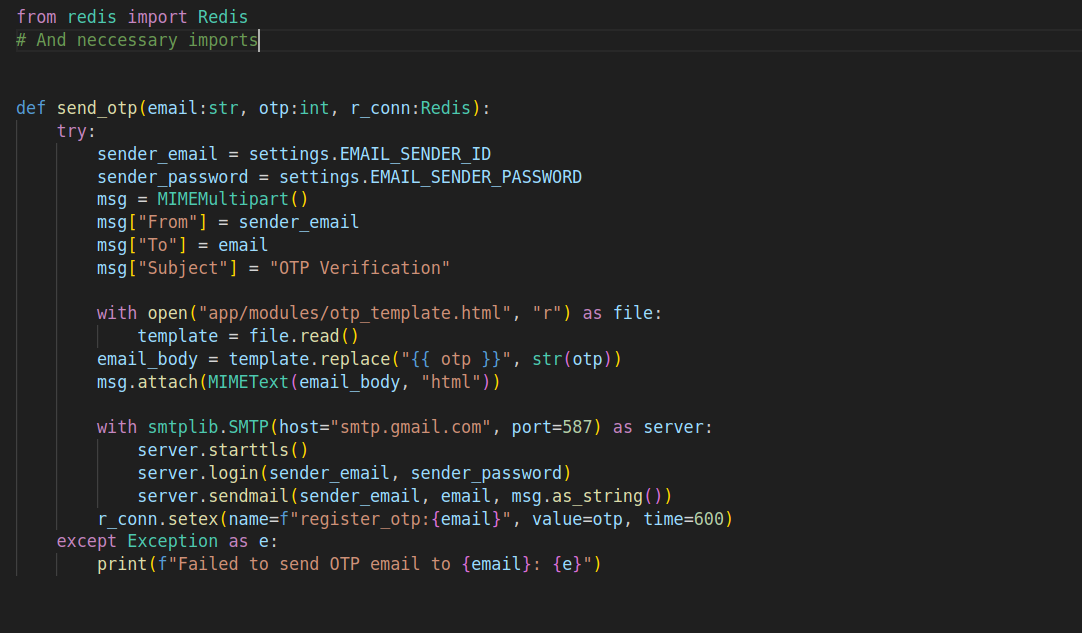 from redis import Redis
# And neccessary imports
def send_otp(email:str, otp:int, r_conn:Redis):
try:
sender_email = settings.EMAIL_SENDER_ID
sender_password = settings.EMAIL_SENDER_PASSWORD
msg = MIMEMultipart()
msg["From"] = sender_email
msg["To"] = email
msg["Subject"] = "OTP Verification"
with open("app/modules/otp_template.html", "r") as file:
template = file.read()
email_body = template.replace("{{ otp }}", str(otp))
msg.attach(MIMEText(email_body, "html"))
with smtplib.SMTP(host="smtp.gmail.com", port=587) as server:
server.starttls()
server.login(sender_email, sender_password)
server.sendmail(sender_email, email, msg.as_string())
r_conn.setex(name=f"register_otp:{email}", value=otp, time=600)
except Exception as e:
print(f"Failed to send OTP email to {email}: {e}")